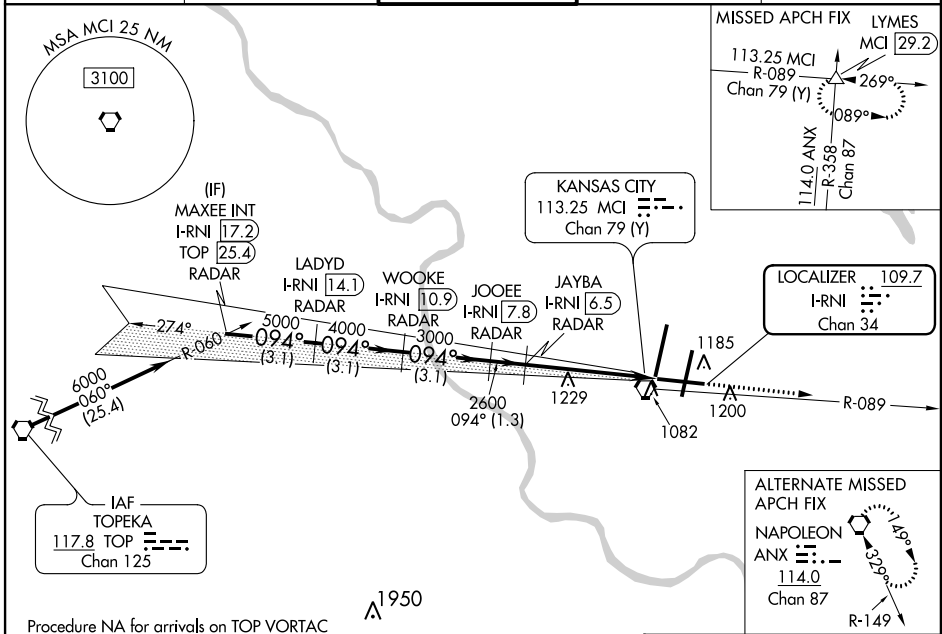 MSA MCI 25 NM
3100
MISSED APCH FIX
LYMES
MCI 29.2
113.25 MCI
R-089
Chan 79 (Y)
269°
089°
114.0 ANX
R-358
Chan 87
(IF)
MAXEE INT
I-RNI 17.2
TOP 25.4
RADAR
LADYD
I-RNI 14.1
RADAR
WOOKE
I-RNI 10.9
RADAR
JOOEE
I-RNI 7.8
RADAR
JAYBA
I-RNI 6.5
RADAR
KANSAS CITY
113.25 MCI
Chan 79 (Y)
LOCALIZER 109.7
I-RNI
Chan 34
274°
R-060
5000
094°
(3.1)
4000
094°
(3.1)
3000
094°
(3.1)
2600
094° (1.3)
6000
060°
(25.4)
1229
1185
1200
1082
R-089
IAF
TOPEKA
117.8 TOP
Chan 125
1950
ALTERNATE MISSED
APCH FIX
NAPOLEON
ANX
114.0
Chan 87
149°
329°
R-149
Procedure NA for arrivals on TOP VORTAC